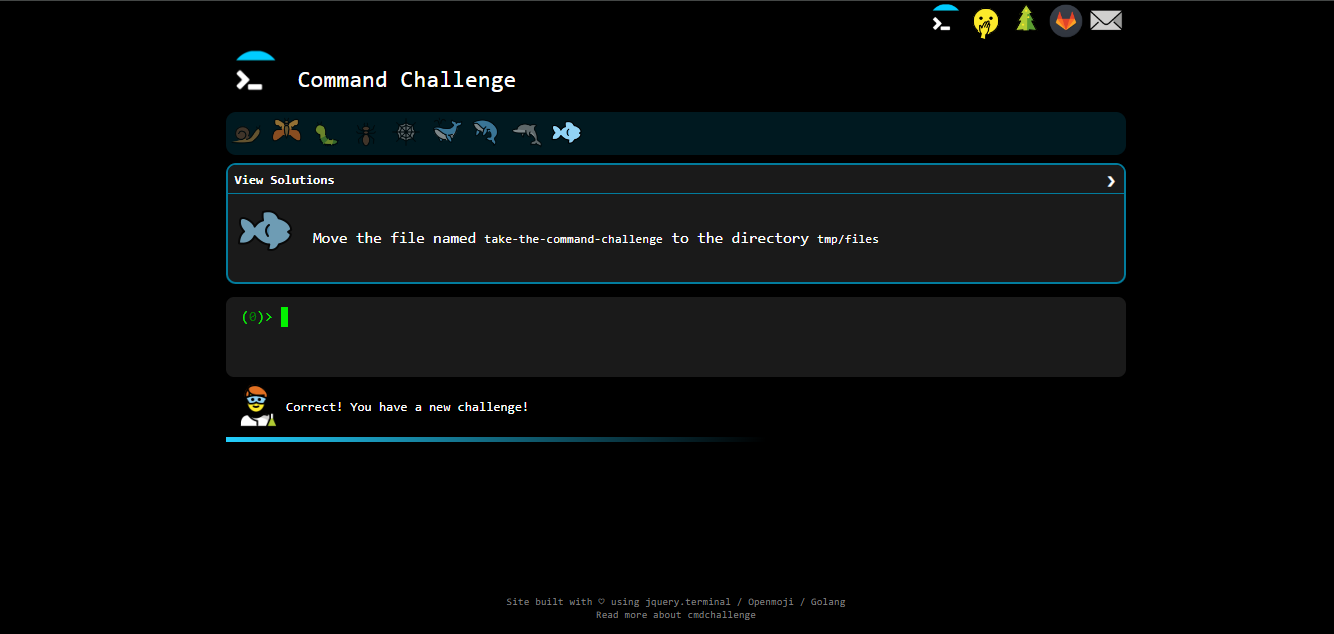 Command Challenge
View Solutions
Move the file named take-the-command-challenge to the directory tmp/files
(0)>
Correct! You have a new challenge!
Site built with ♡ using jquery.terminal / Openmoji / Golang
Read more about cmdchallenge